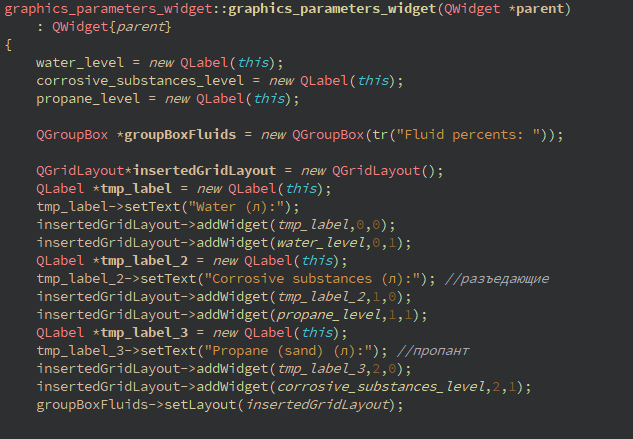 graphics_parameters_widget::graphics_parameters_widget(QWidget *parent)
    : QWidget{parent}
{
    water_level = new QLabel(this);
    corrosive_substances_level = new QLabel(this);
    propane_level = new QLabel(this);

    QGroupBox *groupBoxFluids = new QGroupBox(tr("Fluid percents: "));

    QGridLayout*insertedGridLayout = new QGridLayout();
    QLabel *tmp_label = new QLabel(this);
    tmp_label->setText("Water (л):");
    insertedGridLayout->addWidget(tmp_label,0,0);
    insertedGridLayout->addWidget(water_level,0,1);
    QLabel *tmp_label_2 = new QLabel(this);
    tmp_label_2->setText("Corrosive substances (л):"); //разъедающие
    insertedGridLayout->addWidget(tmp_label_2,1,0);
    insertedGridLayout->addWidget(propane_level,1,1);
    QLabel *tmp_label_3 = new QLabel(this);
    tmp_label_3->setText("Propane (sand) (л):"); //пропант
    insertedGridLayout->addWidget(tmp_label_3,2,0);
    insertedGridLayout->addWidget(corrosive_substances_level,2,1);
    groupBoxFluids->setLayout(insertedGridLayout);